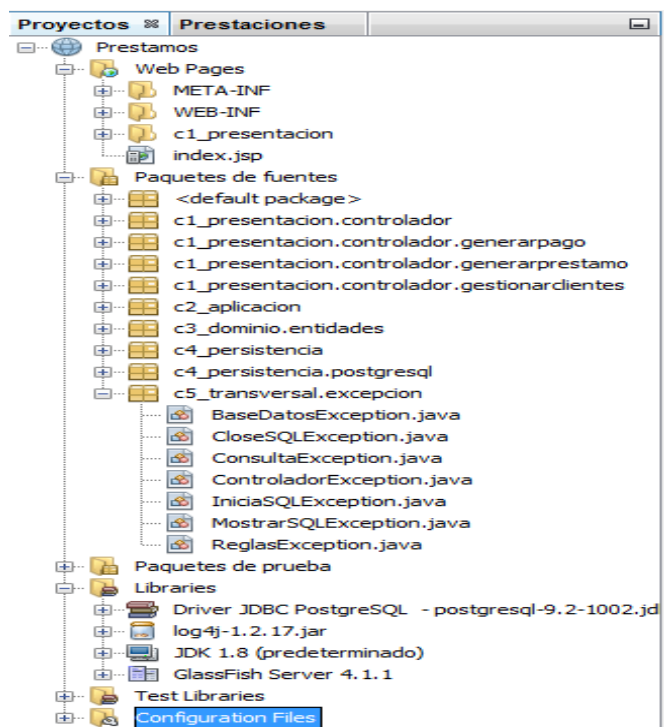 Proyectos Prestaciones
Prestamos
Web Pages
META-INF
WEB-INF
c1_presentacion
index.jsp
Paquetes de fuentes
<default package>
c1_presentacion.controlador
c1_presentacion.controlador.generarpago
c1_presentacion.controlador.generarprestamo
c1_presentacion.controlador.gestionarclientes
c2_aplicacion
c3_dominio.entidades
c4_persistencia
c4_persistencia.postgresql
c5_transversal.excepcion
BaseDatosException.java
CloseSQLException.java
ConsultaException.java
ControladorException.java
IniciaSQLException.java
MostrarSQLException.java
ReglasException.java
Paquetes de prueba
Libraries
Driver JDBC PostgreSQL - postgresql-9.2-1002.jd
log4j-1.2.17.jar
JDK 1.8 (predeterminado)
GlassFish Server 4.1.1
Test Libraries
Configuration Files